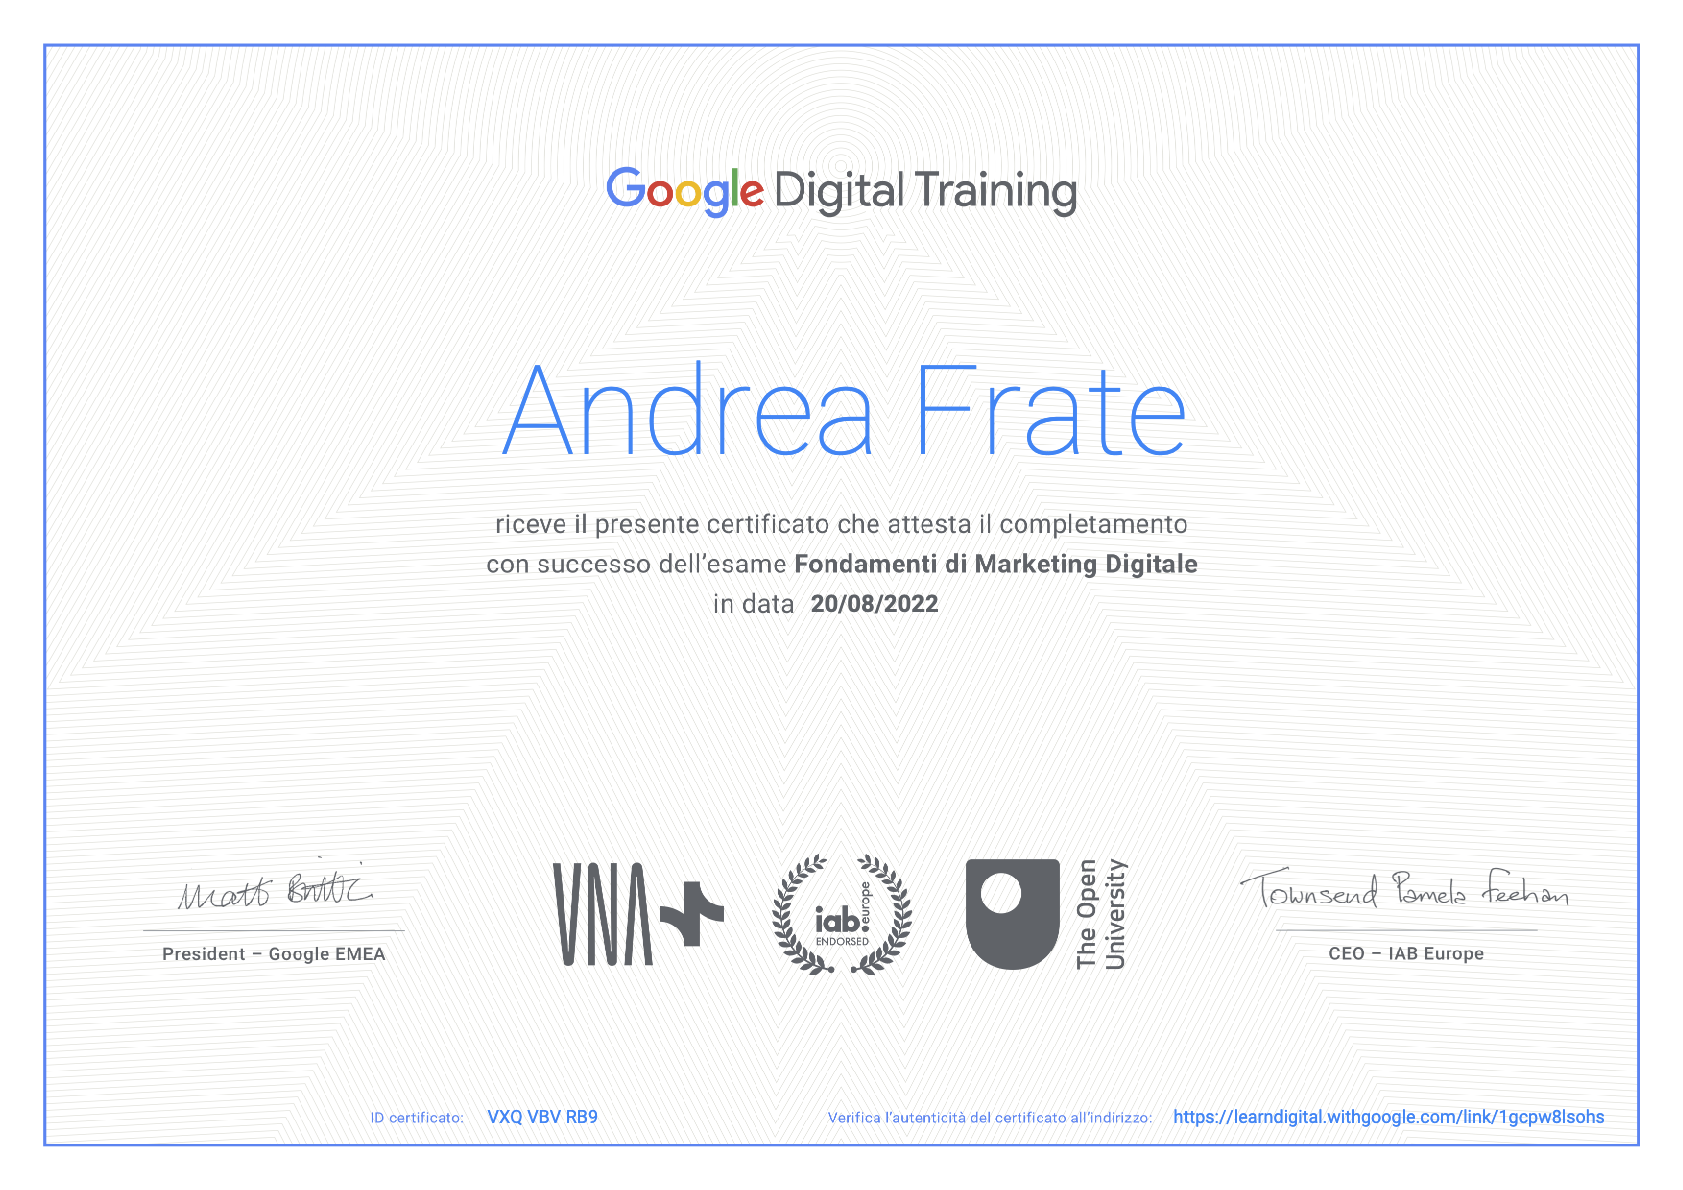 Google Digital Training
Andrea Frate
riceve il presente certificato che attesta il completamento
con successo dell'esame Fondamenti di Marketing Digitale
in data 20/08/2022
Matt Brittin
President – Google EMEA
VNA
iab.europe
ENDORSED
The Open
University
Townsend Pamela Feehan
CEO – IAB Europe
ID certificato: VXQ VBV RB9
Verifica l'autenticità del certificato all'indirizzo: https://learndigital.withgoogle.com/link/1gcpw8lsohs